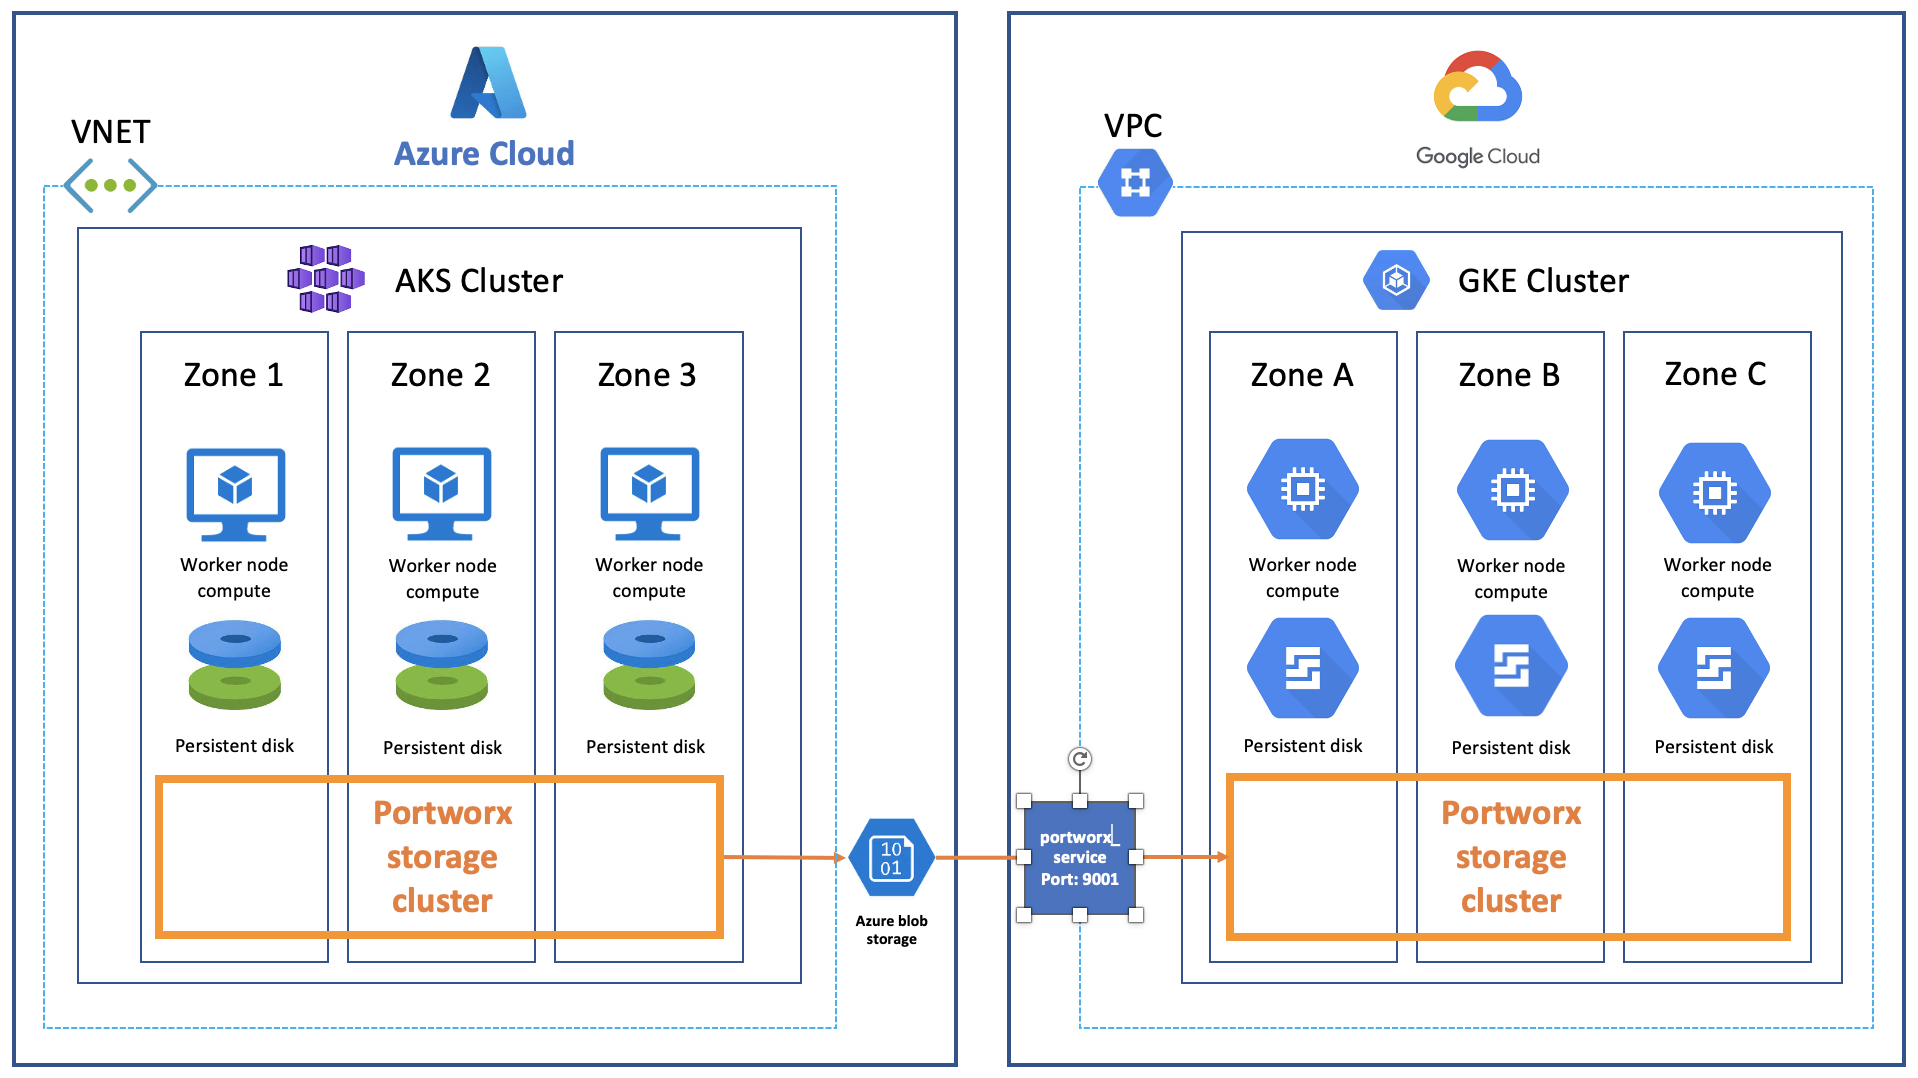 VNET
Azure Cloud
AKS Cluster
Zone 1
Worker node
compute
Persistent disk
Zone 2
Worker node
compute
Persistent disk
Zone 3
Worker node
compute
Persistent disk
Portworx
storage
cluster
10
01
Azure blob
storage
VPC
Google Cloud
GKE Cluster
portworx_
service
Port: 9001
Zone A
Worker node
compute
Persistent disk
Zone B
Worker node
compute
Persistent disk
Zone C
Worker node
compute
Persistent disk
Portworx
storage
cluster